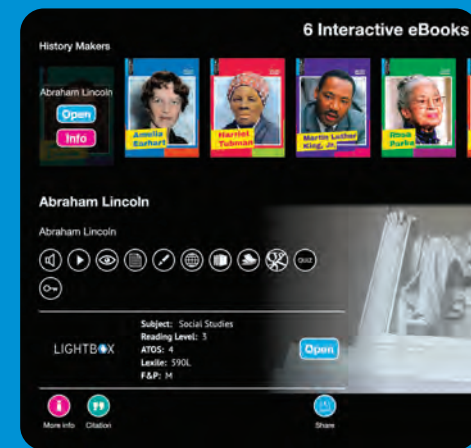 6 Interactive eBooks
History Makers
Abraham Lincoln
Open
Info
Amelia
Earhart
Harriet
Tubman
Martin Luther
King, Jr.
Rosa
Parks
Abraham Lincoln
Abraham Lincoln
QUIZ
LIGHTBOX
Subject: Social Studies
Reading Level: 3
ATOS: 4
Lexile: 590L
F&P: M
Open
More info
Citation
Share